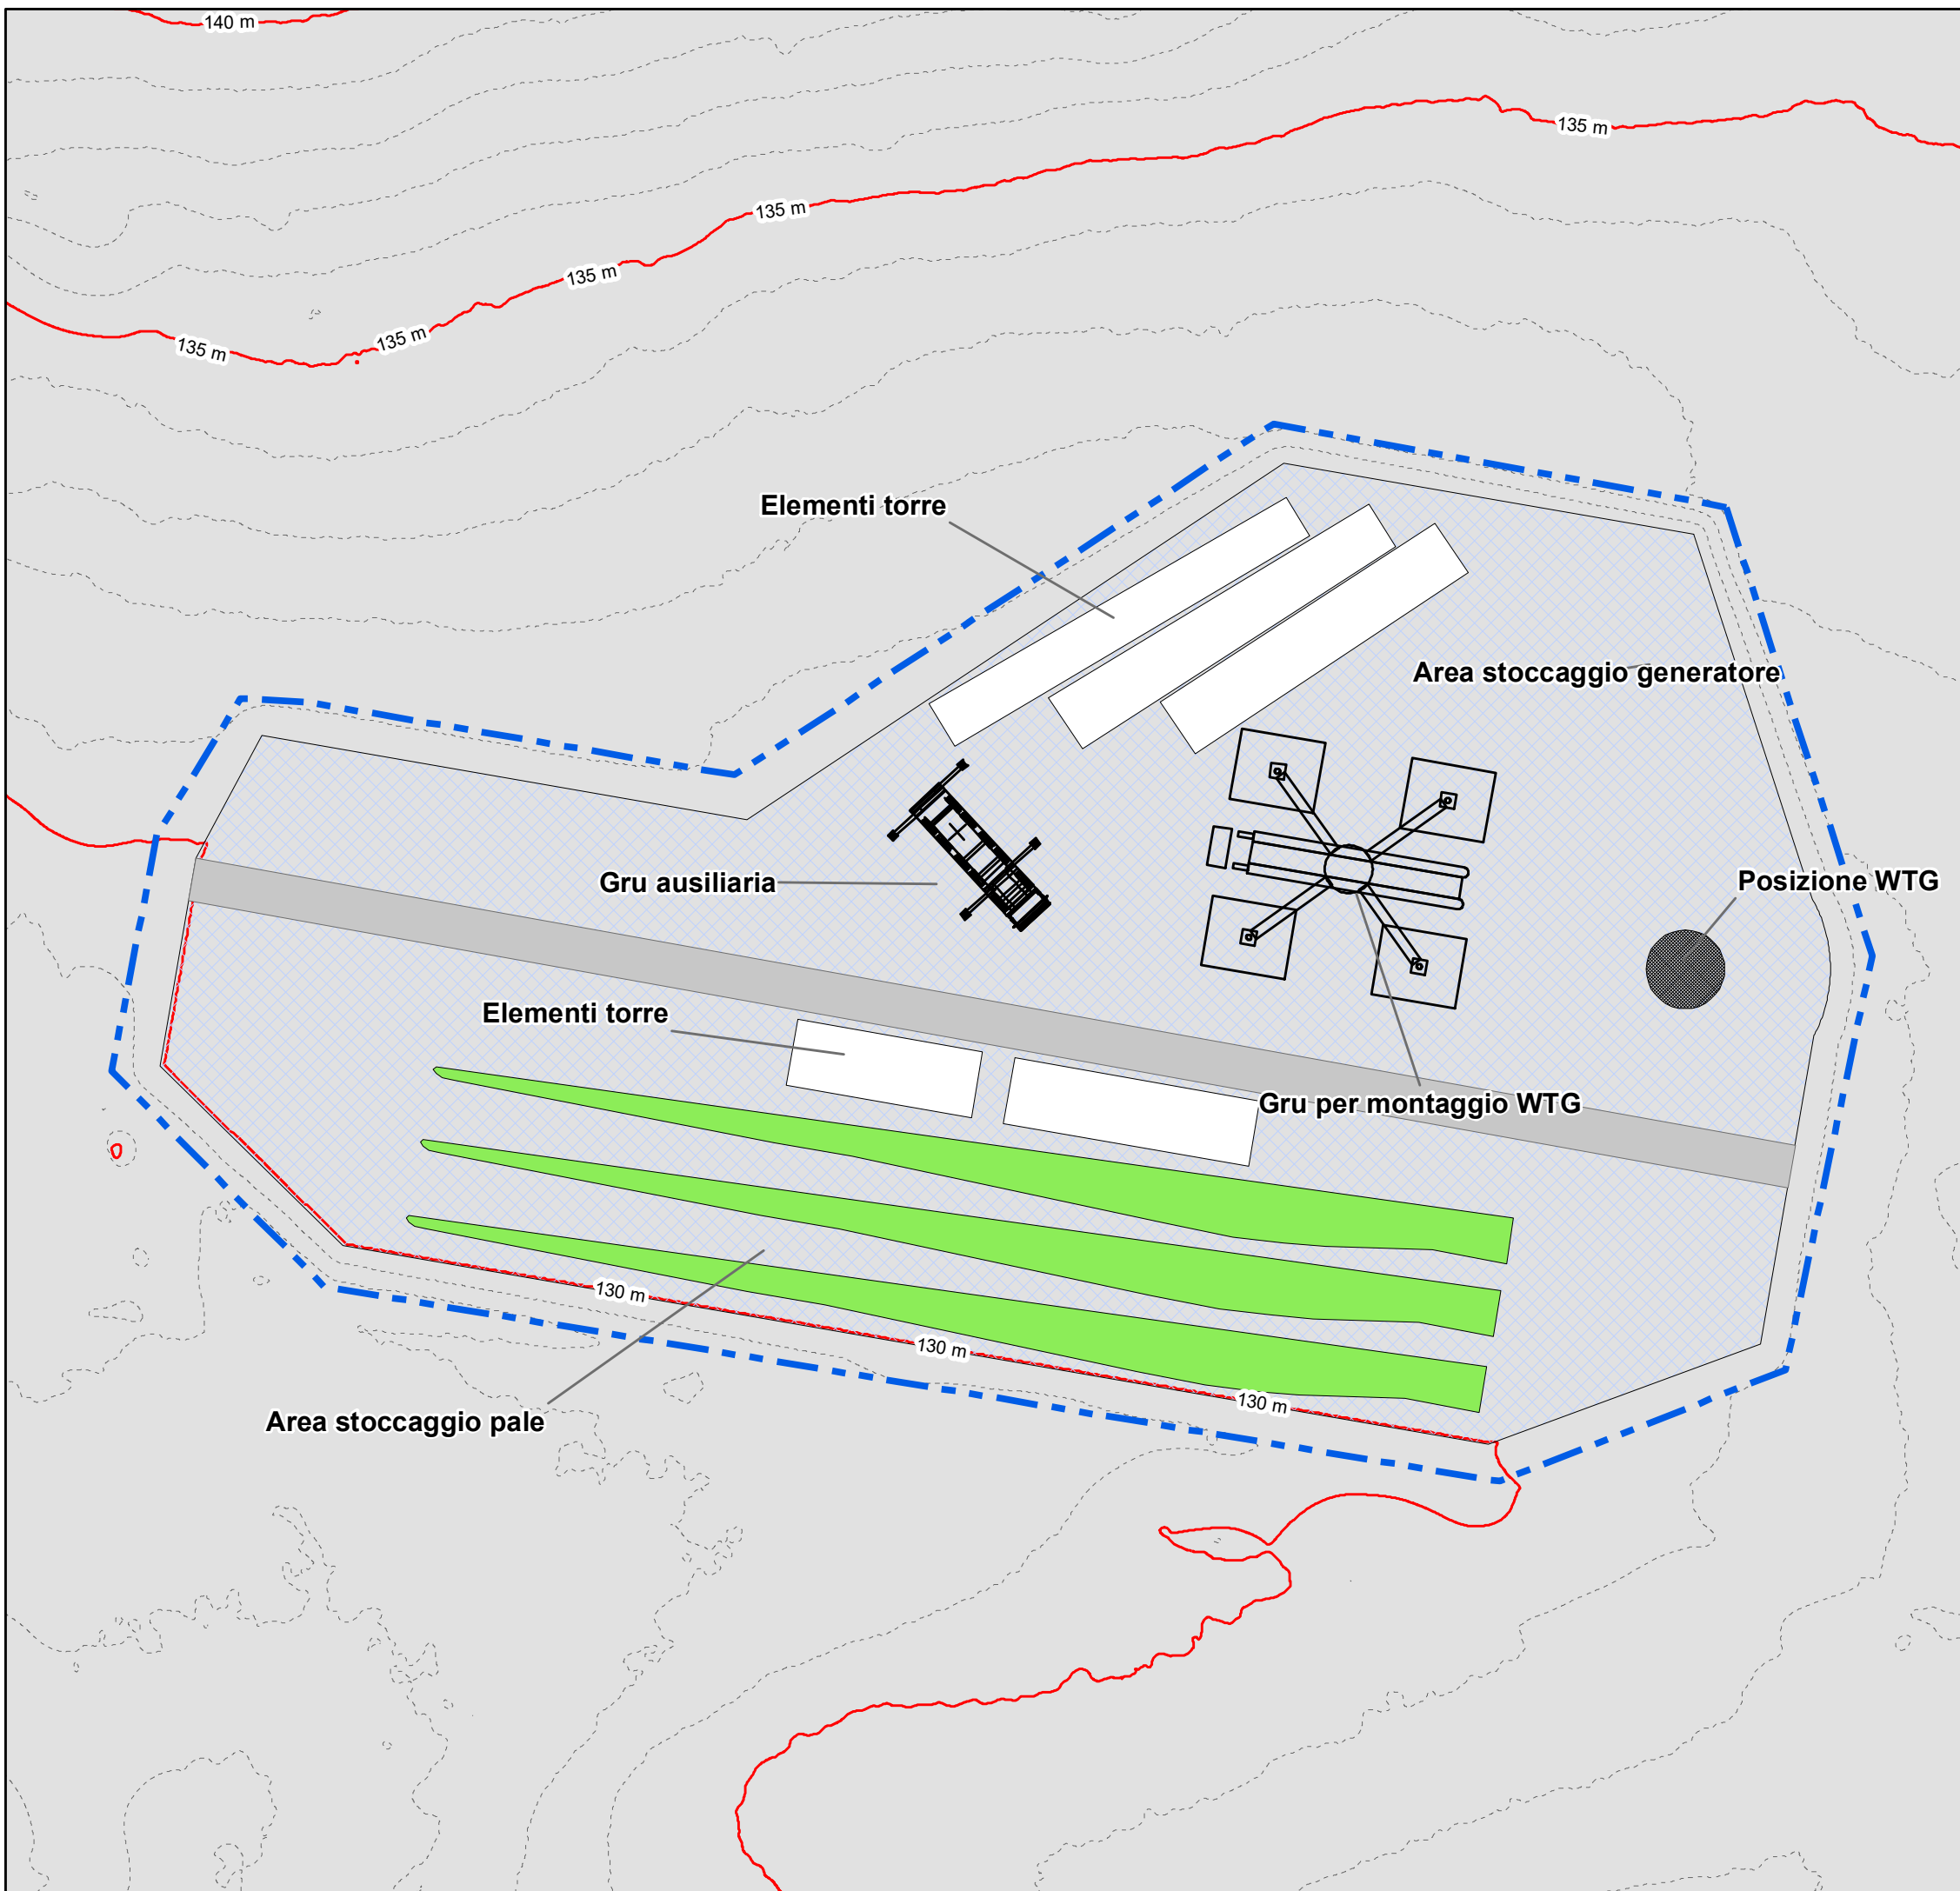 140 m
135 m
135 m
135 m
135 m
135 m
Elementi torre
Area stoccaggio generatore
Gru ausiliaria
Posizione WTG
Elementi torre
Gru per montaggio WTG
130 m
130 m
130 m
Area stoccaggio pale